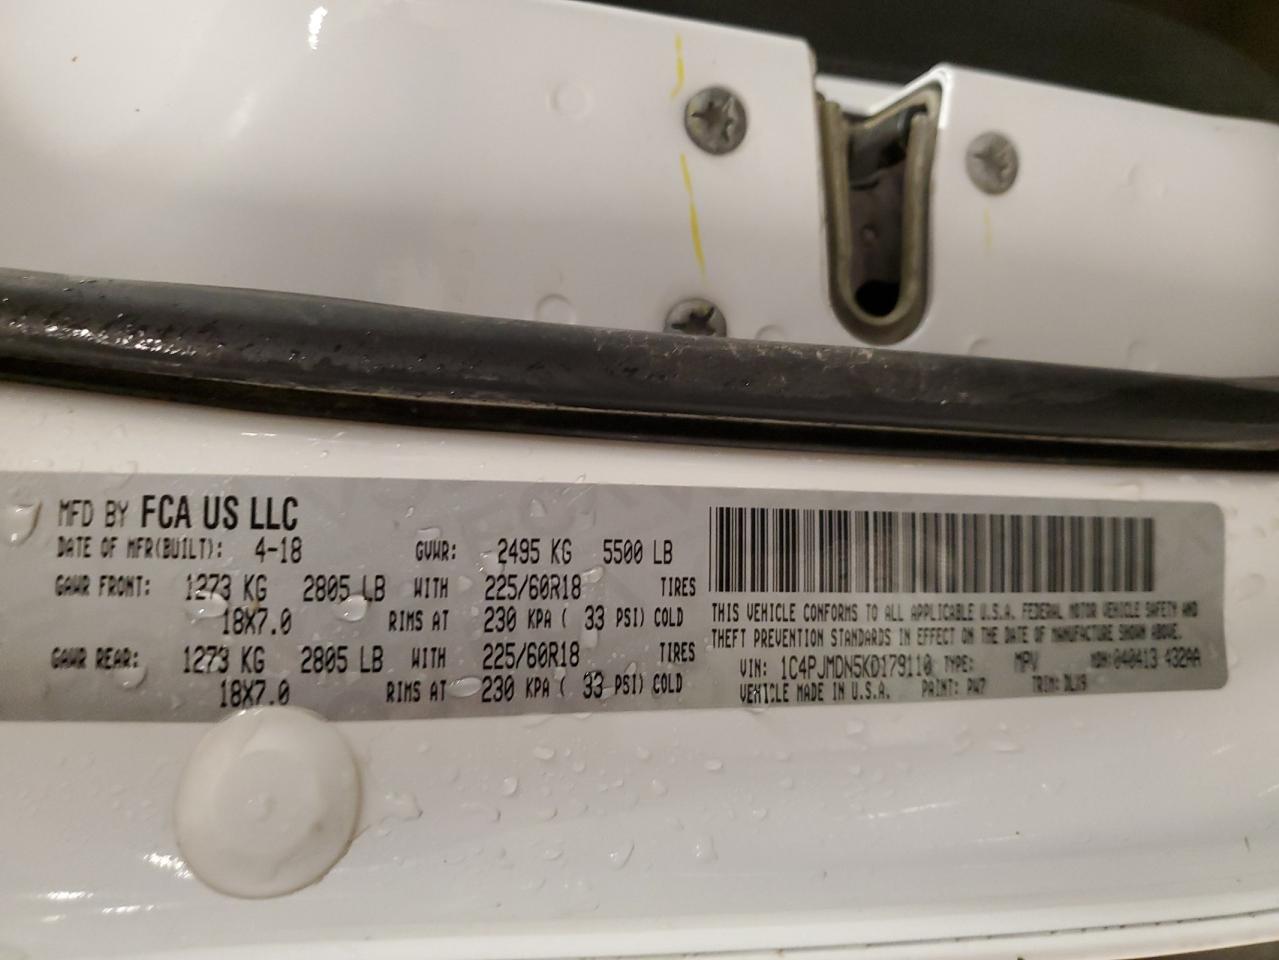 MFD BY FCA US LLC
DATE OF MFR(BUILT): 4-18 GVWR: 2495 KG 5500 LB
GAWR FRONT: 1273 KG 2805 LB WITH 225/60R18 TIRES
18X7.0 RIMS AT 230 KPA ( 33 PSI) COLD
GAWR REAR: 1273 KG 2805 LB WITH 225/60R18 TIRES
18X7.0 RIMS AT 230 KPA ( 33 PSI) COLD
THIS VEHICLE CONFORMS TO ALL APPLICABLE U.S.A. FEDERAL MOTOR VEHICLE SAFETY AND
THEFT PREVENTION STANDARDS IN EFFECT ON THE DATE OF MANUFACTURE SHOWN ABOVE.
VIN: 1C4PJMDN5KD179110 TYPE: MPV MDH:040413 432AA
VEHICLE MADE IN U.S.A. PAINT: PW7 TRIM: